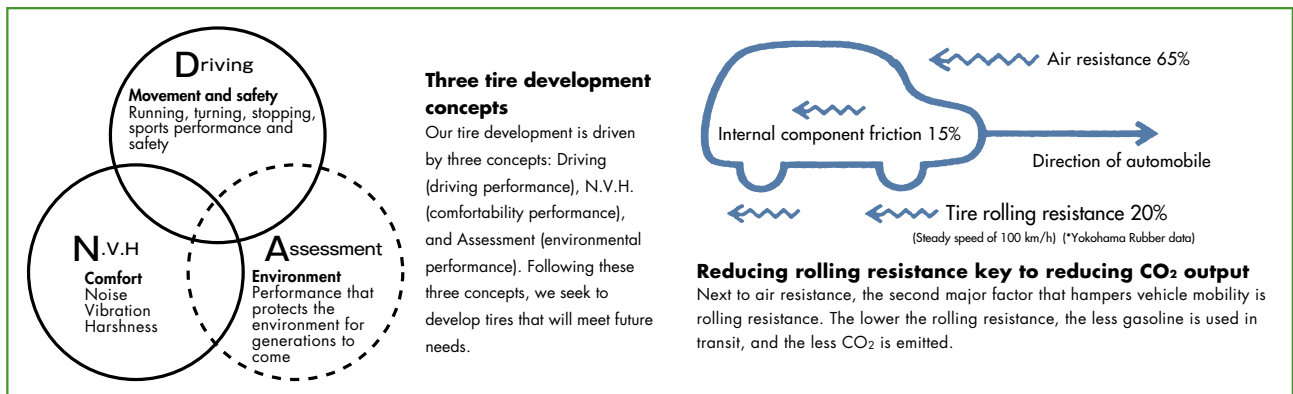 Driving
Movement and safety
Running, turning, stopping,
sports performance and
safety
N.V.H
Comfort
Noise
Vibration
Harshness
Assessment
Environment
Performance that
protects the
environment for
generations to
come
Three tire development
concepts
Our tire development is driven
by three concepts: Driving
(driving performance), N.V.H.
(comfortability performance),
and Assessment (environmental
performance). Following these
three concepts, we seek to
develop tires that will meet future
needs.
Air resistance 65%
Internal component friction 15%
Direction of automobile
Tire rolling resistance 20%
(Steady speed of 100 km/h) (*Yokohama Rubber data)
Reducing rolling resistance key to reducing CO₂ output
Next to air resistance, the second major factor that hampers vehicle mobility is
rolling resistance. The lower the rolling resistance, the less gasoline is used in
transit, and the less CO₂ is emitted.